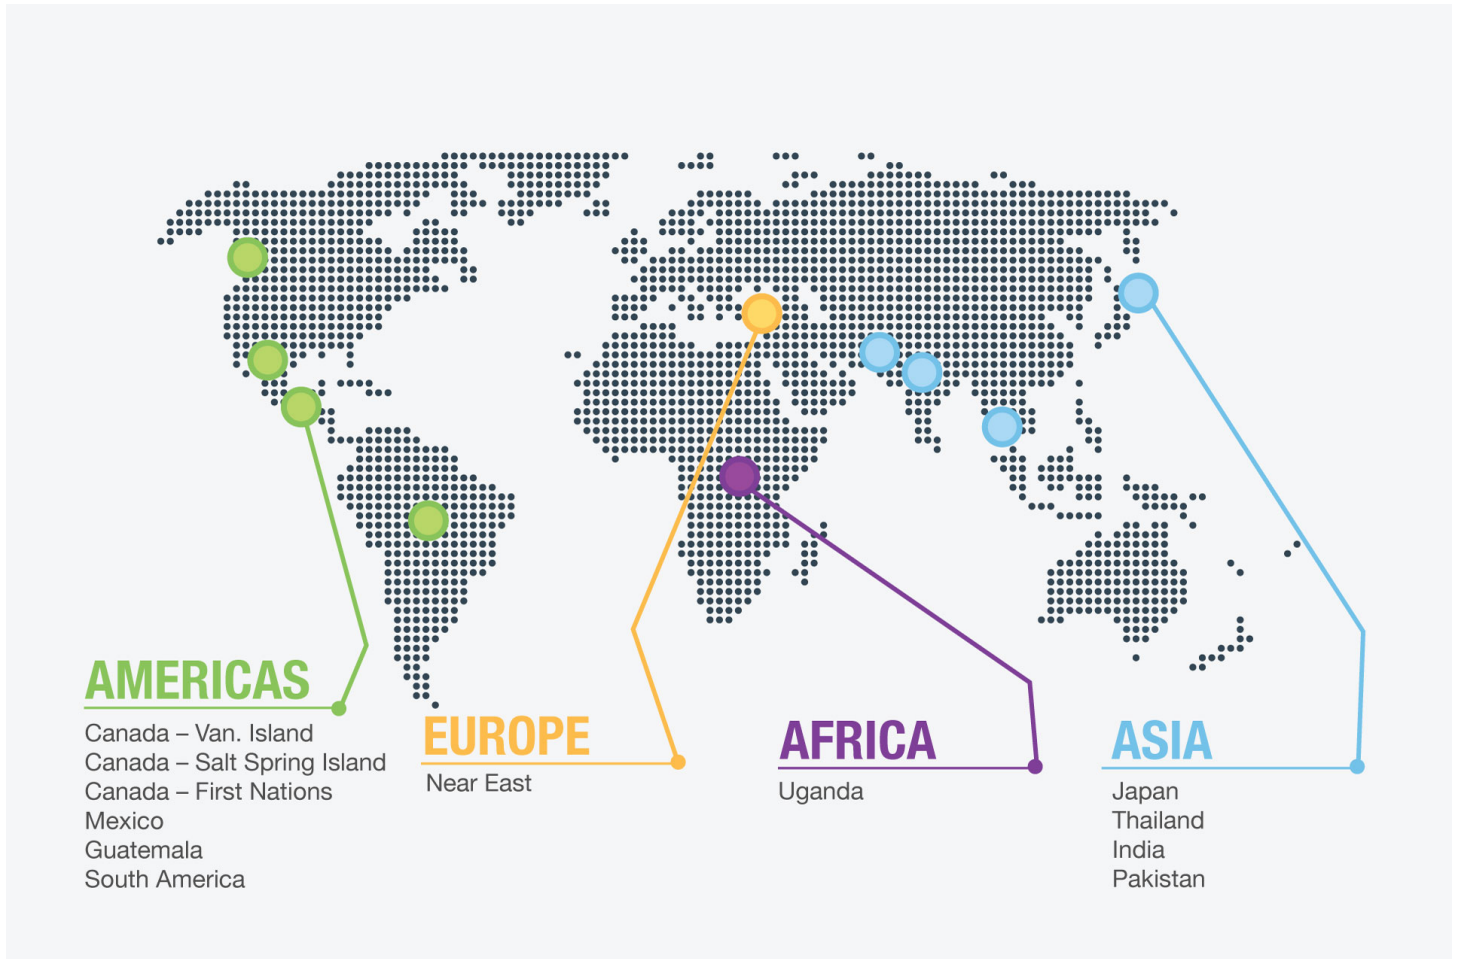 AMERICAS
Canada – Van. Island
Canada – Salt Spring Island
Canada – First Nations
Mexico
Guatemala
South America
EUROPE
Near East
AFRICA
Uganda
ASIA
Japan
Thailand
India
Pakistan